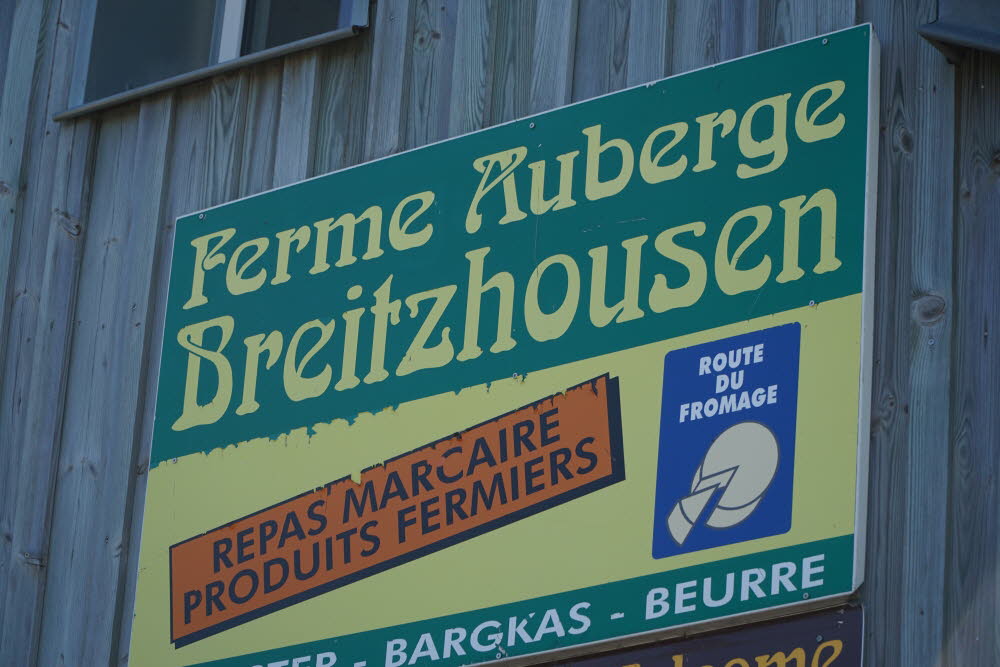 Ferme Auberge
Breitzhousen
ROUTE
DU
FROMAGE
REPAS MARCAIRE
PRODUITS FERMIERS
- BARGKAS - BEURRE